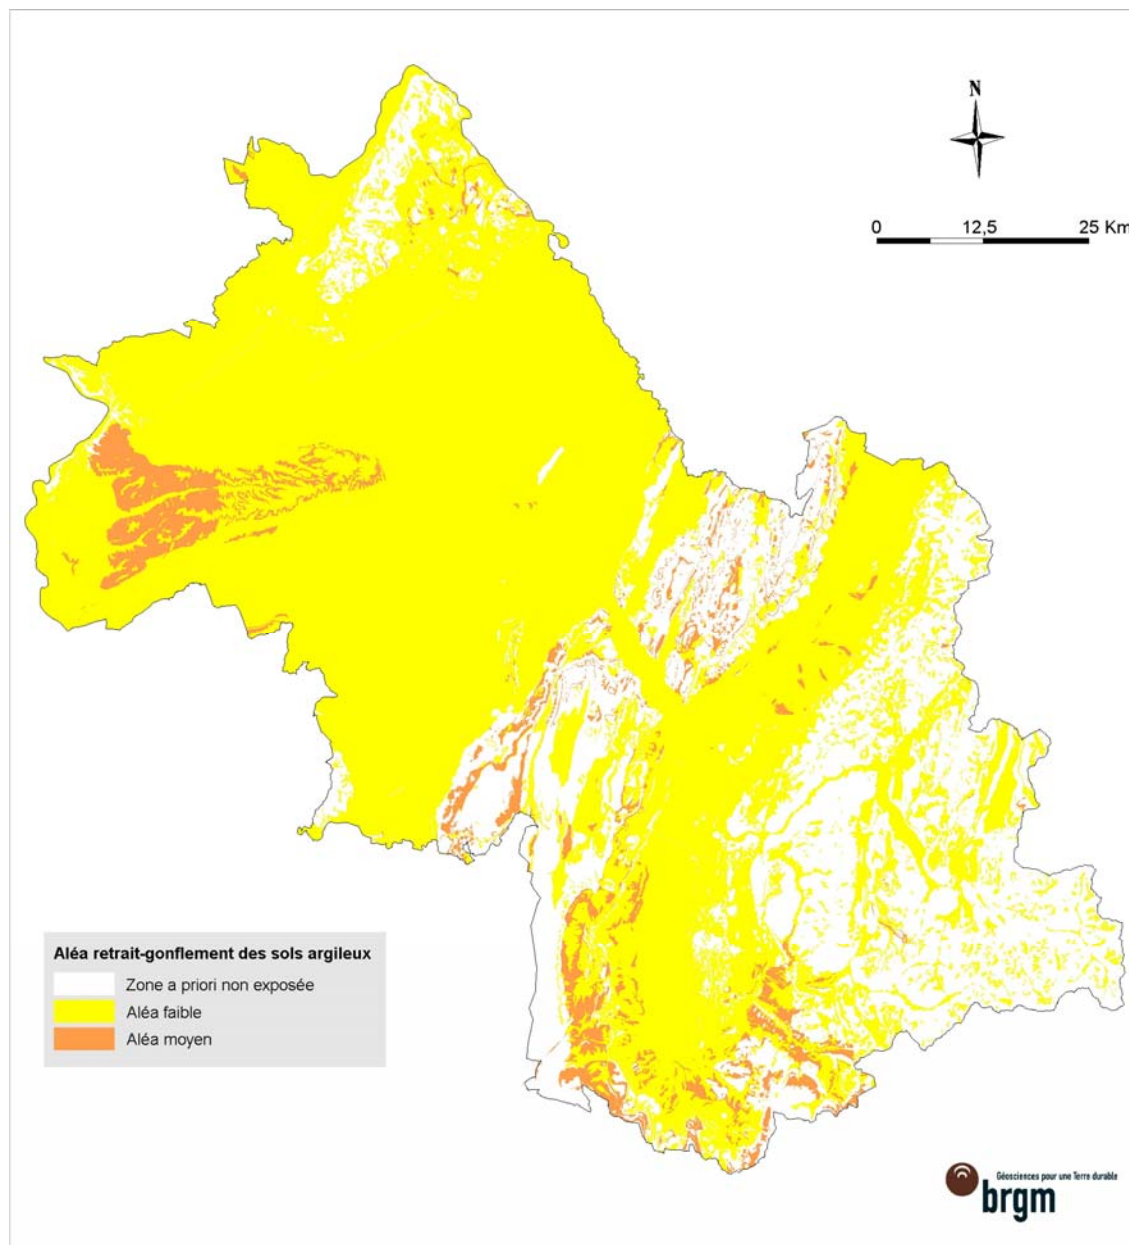 N
0 12,5 25 Km
Aléa retrait-gonflement des sols argileux
Zone a priori non exposée
Aléa faible
Aléa moyen
Géosciences pour une Terre durable
brgm